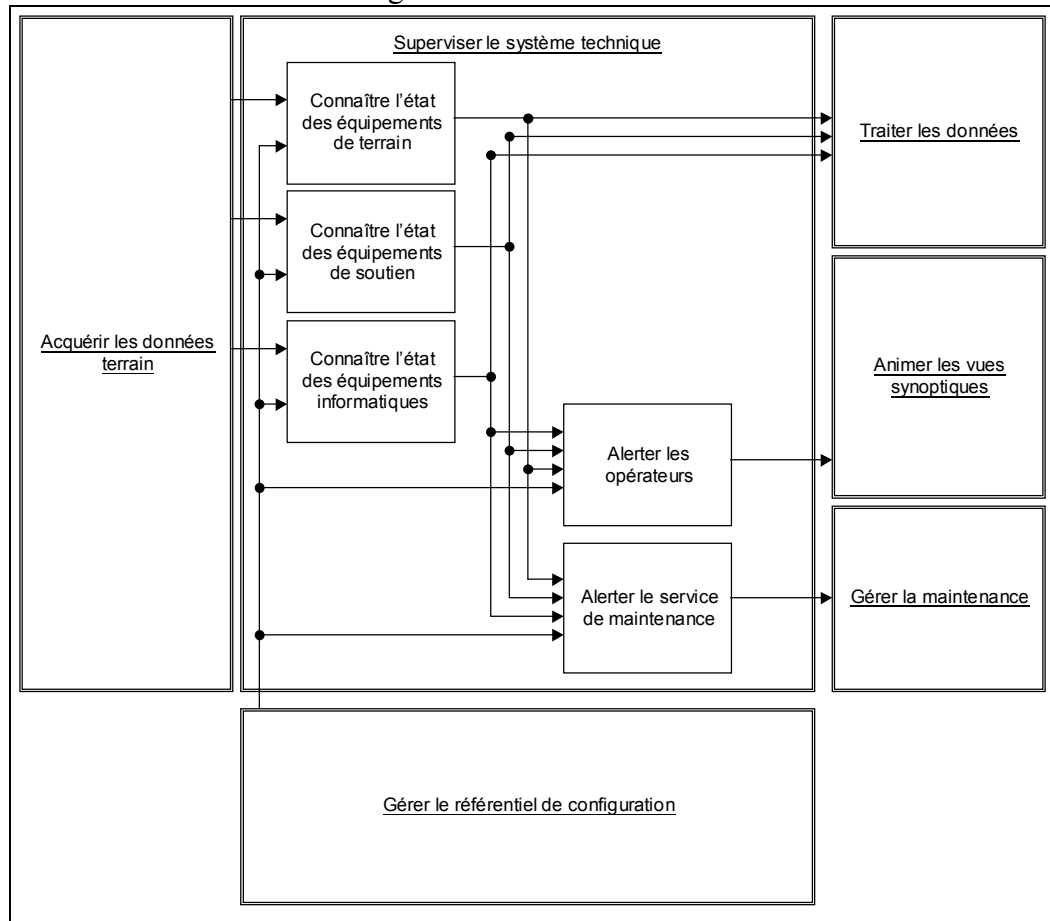 Superviser le système technique
Connaître l'état
des équipements
de terrain
Traiter les données
Connaître l'état
des équipements
de soutien
Acquérir les données
terrain
Connaître l'état
des équipements
informatiques
Animer les vues
synoptiques
Alerter les
opérateurs
Alerter le service
de maintenance
Gérer la maintenance
Gérer le référentiel de configuration